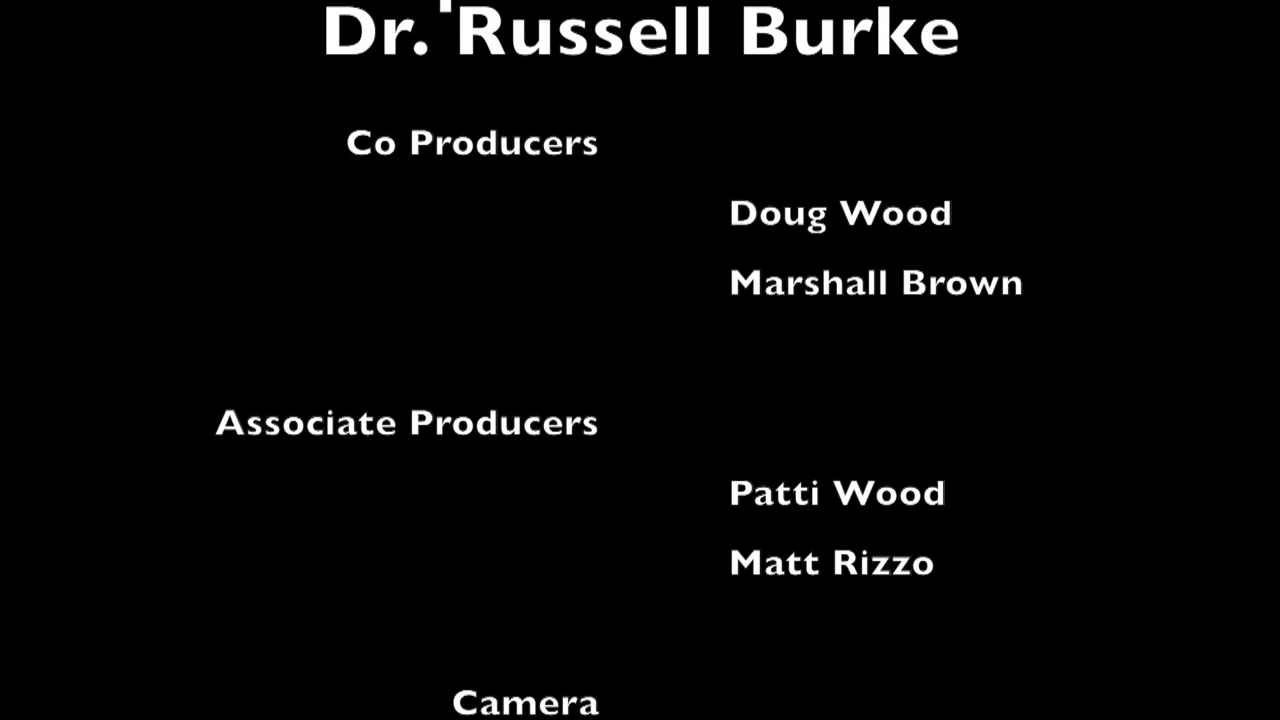 Dr. Russell Burke
Co Producers
Doug Wood
Marshall Brown
Associate Producers
Patti Wood
Matt Rizzo
Camera